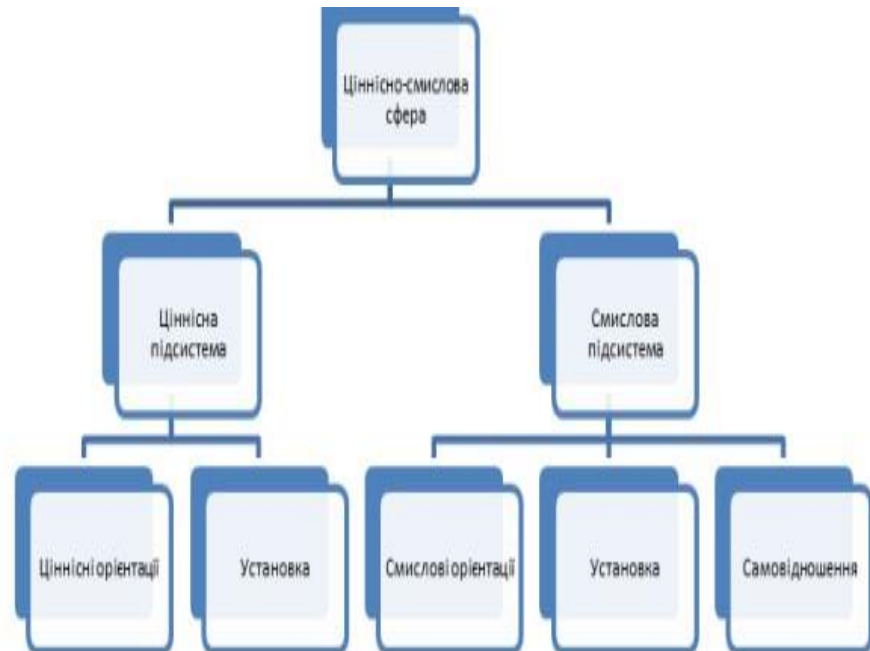 Ціннісно-смислова
сфера
Ціннісна
підсистема
Смислова
підсистема
Ціннісні орієнтації
Установка
Смислові орієнтації
Установка
Самовідношення